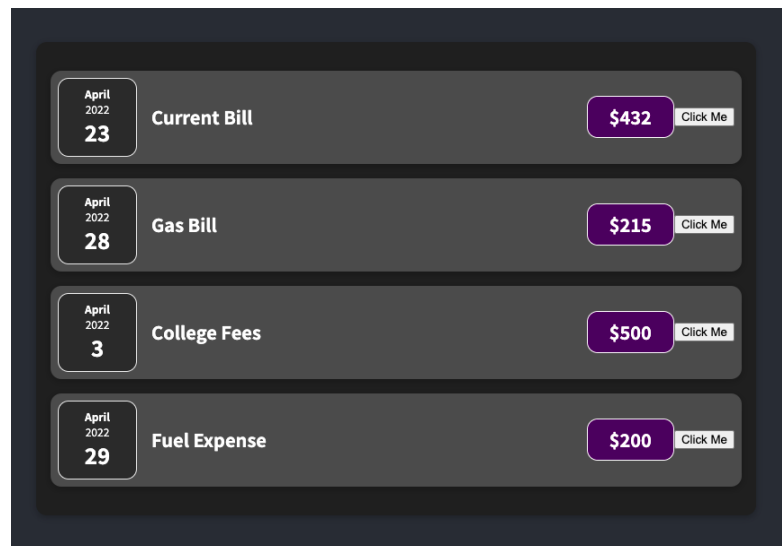 April
2022
23
Current Bill
$432
Click Me
April
2022
28
Gas Bill
$215
Click Me
April
2022
3
College Fees
$500
Click Me
April
2022
29
Fuel Expense
$200
Click Me